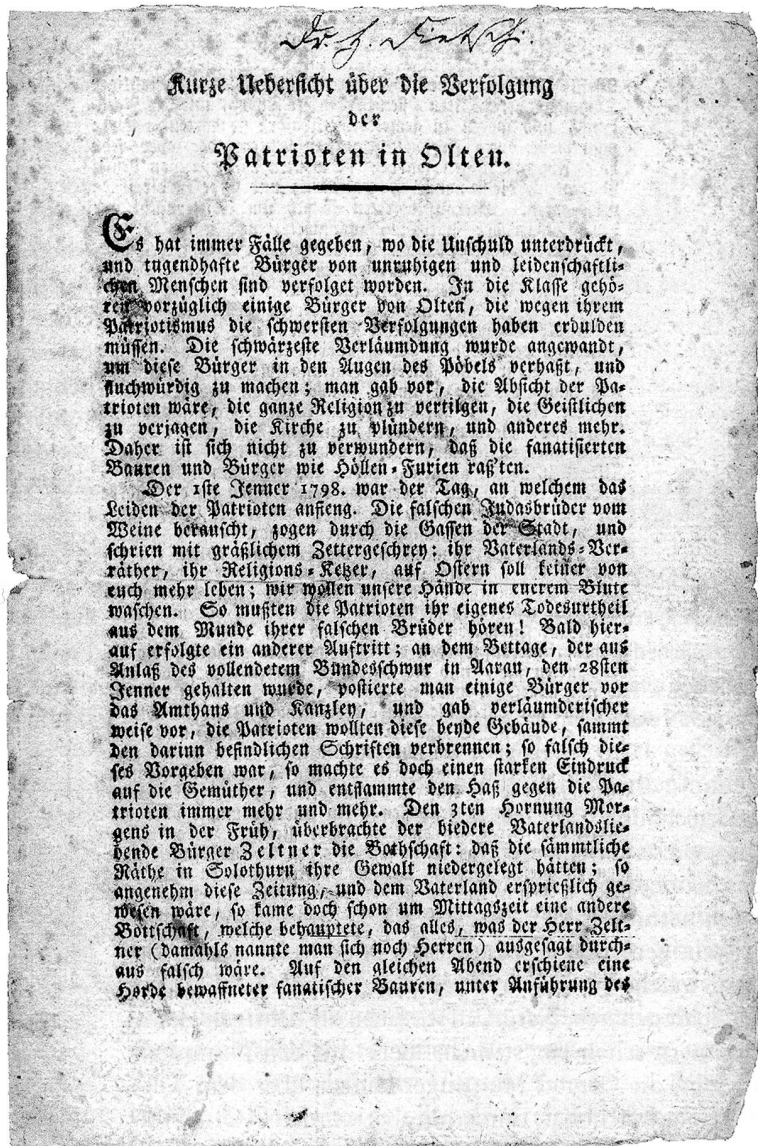 Dr. H. Dietschi.
Kurze Uebersicht über die Verfolgung
der
Patrioten in Olten.
Es hat immer Fälle gegeben, wo die Unschuld unterdrückt,
und tugendhafte Bürger von unruhigen und leidenschaftli-
chen Menschen sind verfolget worden. In die Klasse gehö-
ren vorzüglich einige Bürger von Olten, die wegen ihrem
Patriotismus die schwersten Verfolgungen haben erdulden
müssen. Die schwärzeste Verläumdung wurde angewandt,
um diese Bürger in den Augen des Pöbels verhaßt, und
fluchwürdig zu machen; man gab vor, die Absicht der Pa-
trioten wäre, die ganze Religion zu vertilgen, die Geistlichen
zu verjagen, die Kirche zu plündern, und anderes mehr.
Daher ist sich nicht zu verwundern, daß die fanatisierten
Bauren und Bürger wie Höllen-Furien raß'ten.
Der 1ste Jenner 1798. war der Tag, an welchem das
Leiden der Patrioten anfieng. Die falschen Judasbrüder vom
Weine berauscht, zogen durch die Gassen der Stadt, und
schrien mit gräßlichem Zettergeschrey: ihr Vaterlands-Ver-
räther, ihr Religions-Ketzer, auf Ostern soll keiner von
euch mehr leben; wir wollen unsere Hände in euerem Blute
waschen. So mußten die Patrioten ihr eigenes Todesurtheil
aus dem Munde ihrer falschen Brüder hören! Bald hier-
auf erfolgte ein anderer Auftritt; an dem Bettage, der aus
Anlaß des vollendetem Bundesschwur in Aarau, den 28sten
Jenner gehalten wurde, postierte man einige Bürger vor
das Amthaus und Kanzley, und gab verläumderischer
weise vor, die Patrioten wollten diese beyde Gebäude, sammt
den darinn befindlichen Schriften verbrennen; so falsch die-
ses Vorgeben war, so machte es doch einen starken Eindruck
auf die Gemüther, und entflammte den Haß gegen die Pa-
trioten immer mehr und mehr. Den 3ten Hornung Mor-
gens in der Früh, überbrachte der biedere Vaterlandslie-
bende Bürger Zeltner die Bothschaft: daß die sämmtliche
Räthe in Solothurn ihre Gewalt niedergelegt hätten; so
angenehm diese Zeitung, und dem Vaterland ersprießlich ge-
wesen wäre, so kame doch schon um Mittagszeit eine andere
Bottschaft, welche behauptete, das alles, was der Herr Zelt-
ner (damahls nannte man sich noch Herren) ausgesagt durch-
aus falsch wäre. Auf den gleichen Abend erschiene eine
Horde bewaffneter fanatischer Bauren, unter Anführung des